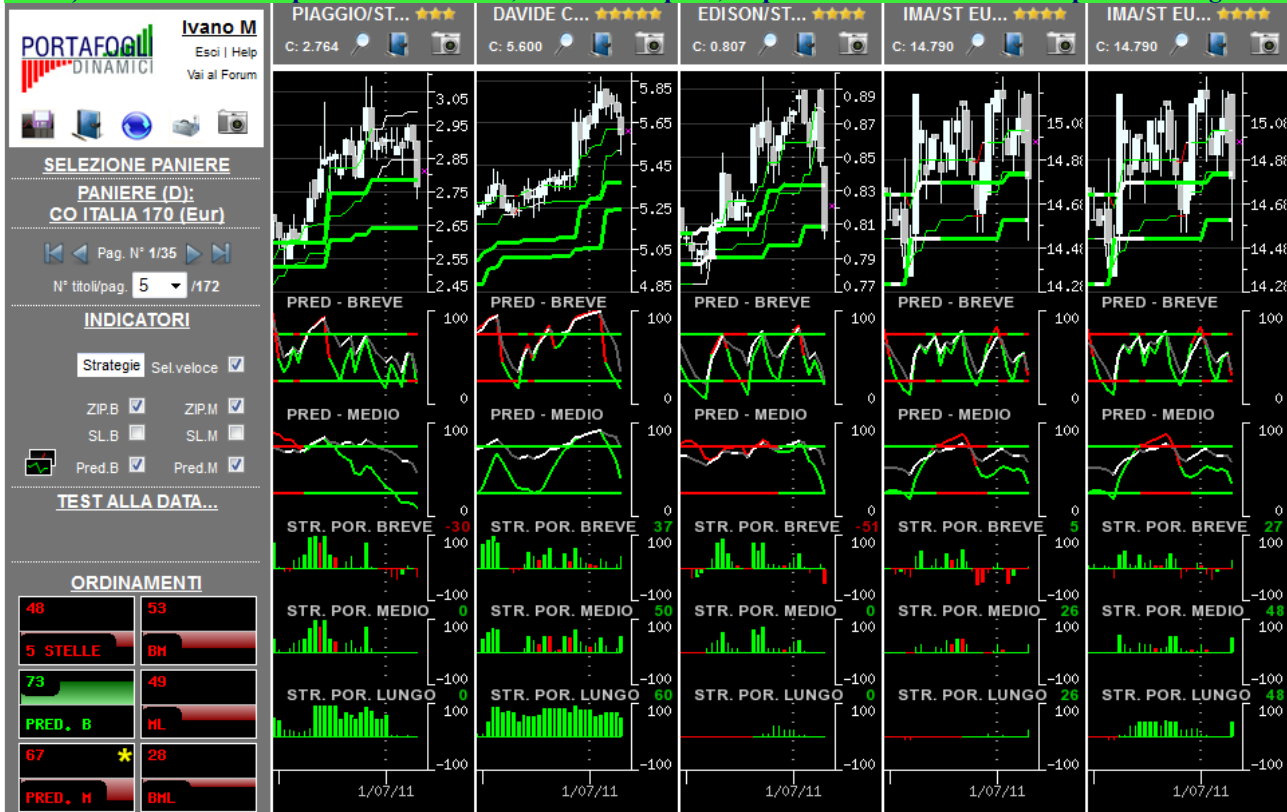 PORTAFOGLI
DINAMICI
Ivano M
Esci | Help
Vai al Forum
SELEZIONE PANIERE
PANIERE (D):
CO ITALIA 170 (Eur)
Pag. N° 1/35
N° titoli/pag. 5 /172
INDICATORI
Strategie Sel.veloce
ZIP.B ZIP.M
SL.B SL.M
Pred.B Pred.M
TEST ALLA DATA...
ORDINAMENTI
48 53
5 STELLE BM
73 49
PRED. B ML
67 * 28
PRED. M BML
PIAGGIO/ST...
C: 2.764
3.05
2.95
2.85
2.75
2.65
2.55
2.45
PRED - BREVE
100
0
PRED - MEDIO
100
0
STR. POR. BREVE -30
100
-100
STR. POR. MEDIO 0
100
-100
STR. POR. LUNGO 0
100
-100
1/07/11
DAVIDE C...
C: 5.600
5.85
5.65
5.45
5.25
5.05
4.85
PRED - BREVE
100
0
PRED - MEDIO
100
0
STR. POR. BREVE 37
100
-100
STR. POR. MEDIO 50
100
-100
STR. POR. LUNGO 60
100
-100
1/07/11
EDISON/ST...
C: 0.807
0.89
0.87
0.85
0.83
0.81
0.79
0.77
PRED - BREVE
100
0
PRED - MEDIO
100
0
STR. POR. BREVE -51
100
-100
STR. POR. MEDIO 0
100
-100
STR. POR. LUNGO 0
100
-100
1/07/11
IMA/ST EU...
C: 14.790
15.08
14.88
14.68
14.48
14.28
PRED - BREVE
100
0
PRED - MEDIO
100
0
STR. POR. BREVE 5
100
-100
STR. POR. MEDIO 26
100
-100
STR. POR. LUNGO 26
100
-100
1/07/11
IMA/ST EU...
C: 14.790
15.08
14.88
14.68
14.48
14.28
PRED - BREVE
100
0
PRED - MEDIO
100
0
STR. POR. BREVE 27
100
-100
STR. POR. MEDIO 48
100
-100
STR. POR. LUNGO 48
100
-100
1/07/11